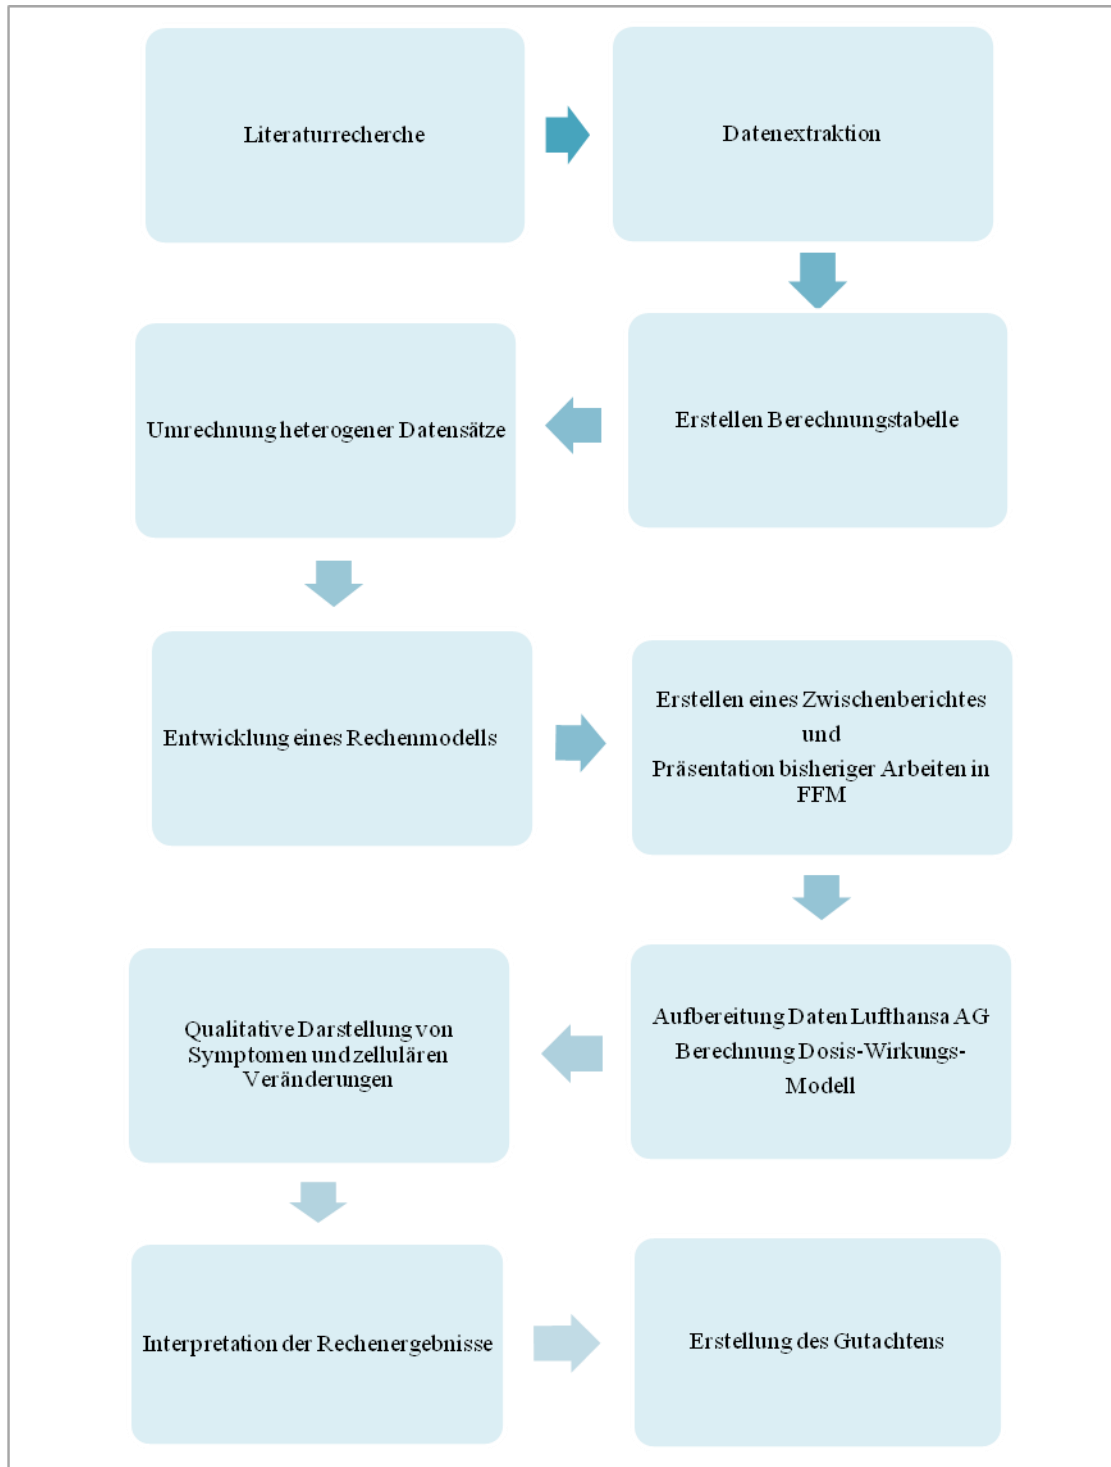 Literaturrecherche
Datenextraktion
Erstellen Berechnungstabelle
Umrechnung heterogener Datensätze
Entwicklung eines Rechenmodells
Erstellen eines Zwischenberichtes
und
Präsentation bisheriger Arbeiten in
FFM
Aufbereitung Daten Lufthansa AG
Berechnung Dosis-Wirkungs-
Modell
Qualitative Darstellung von
Symptomen und zellulären
Veränderungen
Interpretation der Rechenergebnisse
Erstellung des Gutachtens